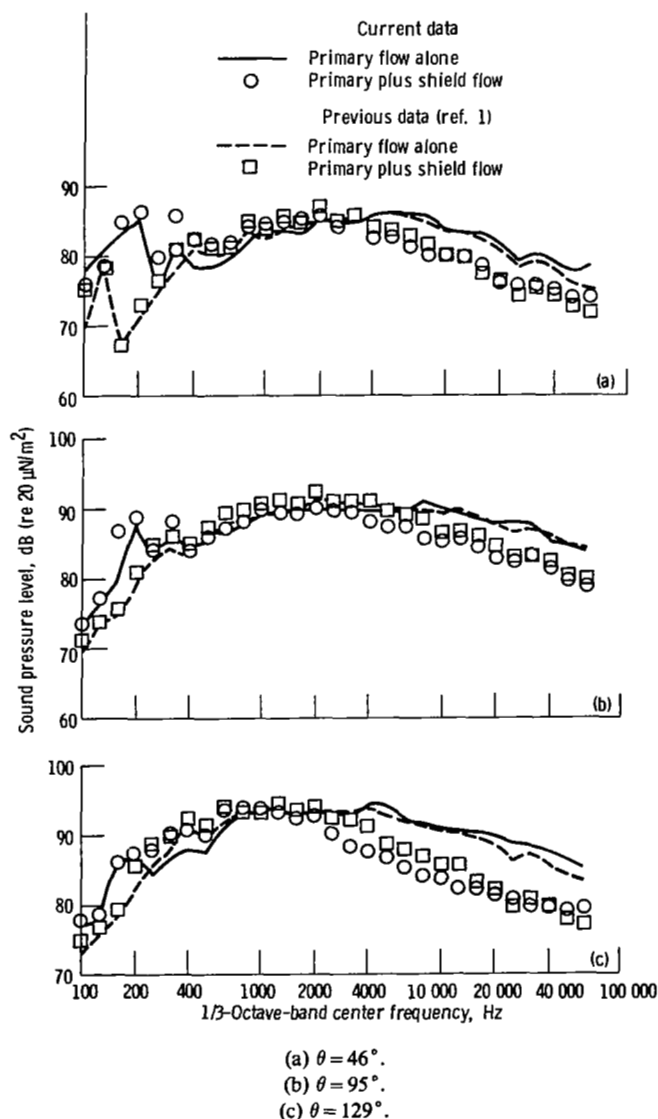 Current data
Primary flow alone
Primary plus shield flow
Previous data (ref. 1)
Primary flow alone
Primary plus shield flow
90
80
70
60
(a)
100
90
80
70
60
(b)
Sound pressure level, dB (re 20 μN/m²)
100
90
80
70
(c)
100 200 400 1000 2000 4000 10 000 40 000 100 000
1/3-Octave-band center frequency, Hz
(a) θ = 46°.
(b) θ = 95°.
(c) θ = 129°.